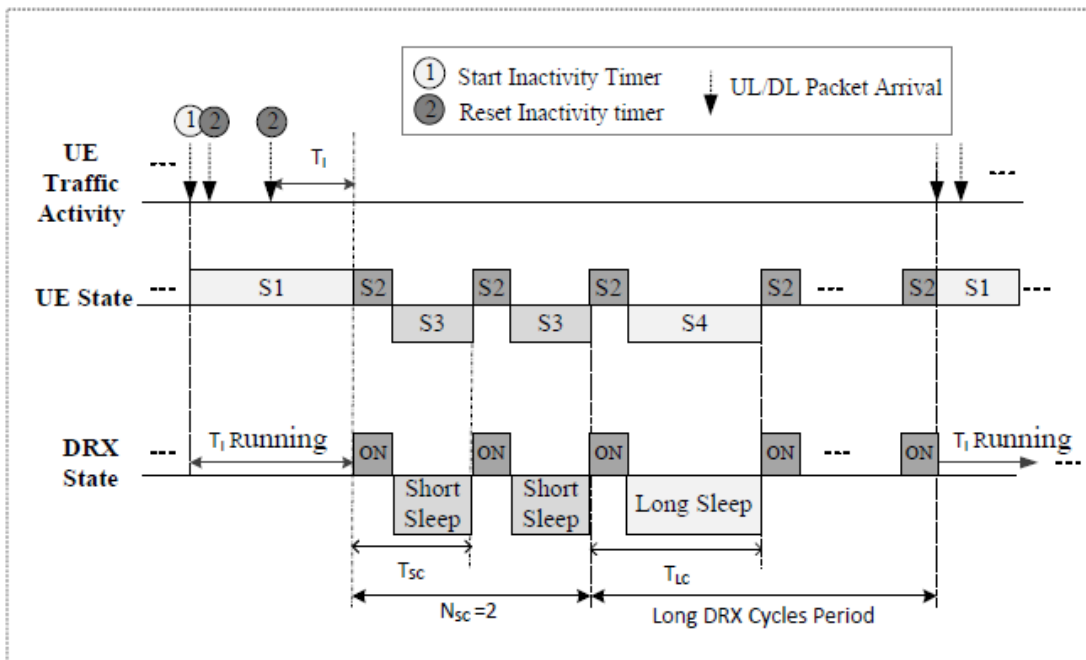 1 Start Inactivity Timer
2 Reset Inactivity timer
UL/DL Packet Arrival
1 2 2
UE
Traffic
Activity
--- T_I ---
UE State
--- S1 S2 S3 S2 S3 S2 S4 S2 --- S2 S1 ---
DRX
State
--- T_I Running ON ON ON ON --- ON T_I Running ---
Short
Sleep
Short
Sleep
Long Sleep
T_SC
T_LC
N_SC =2
Long DRX Cycles Period